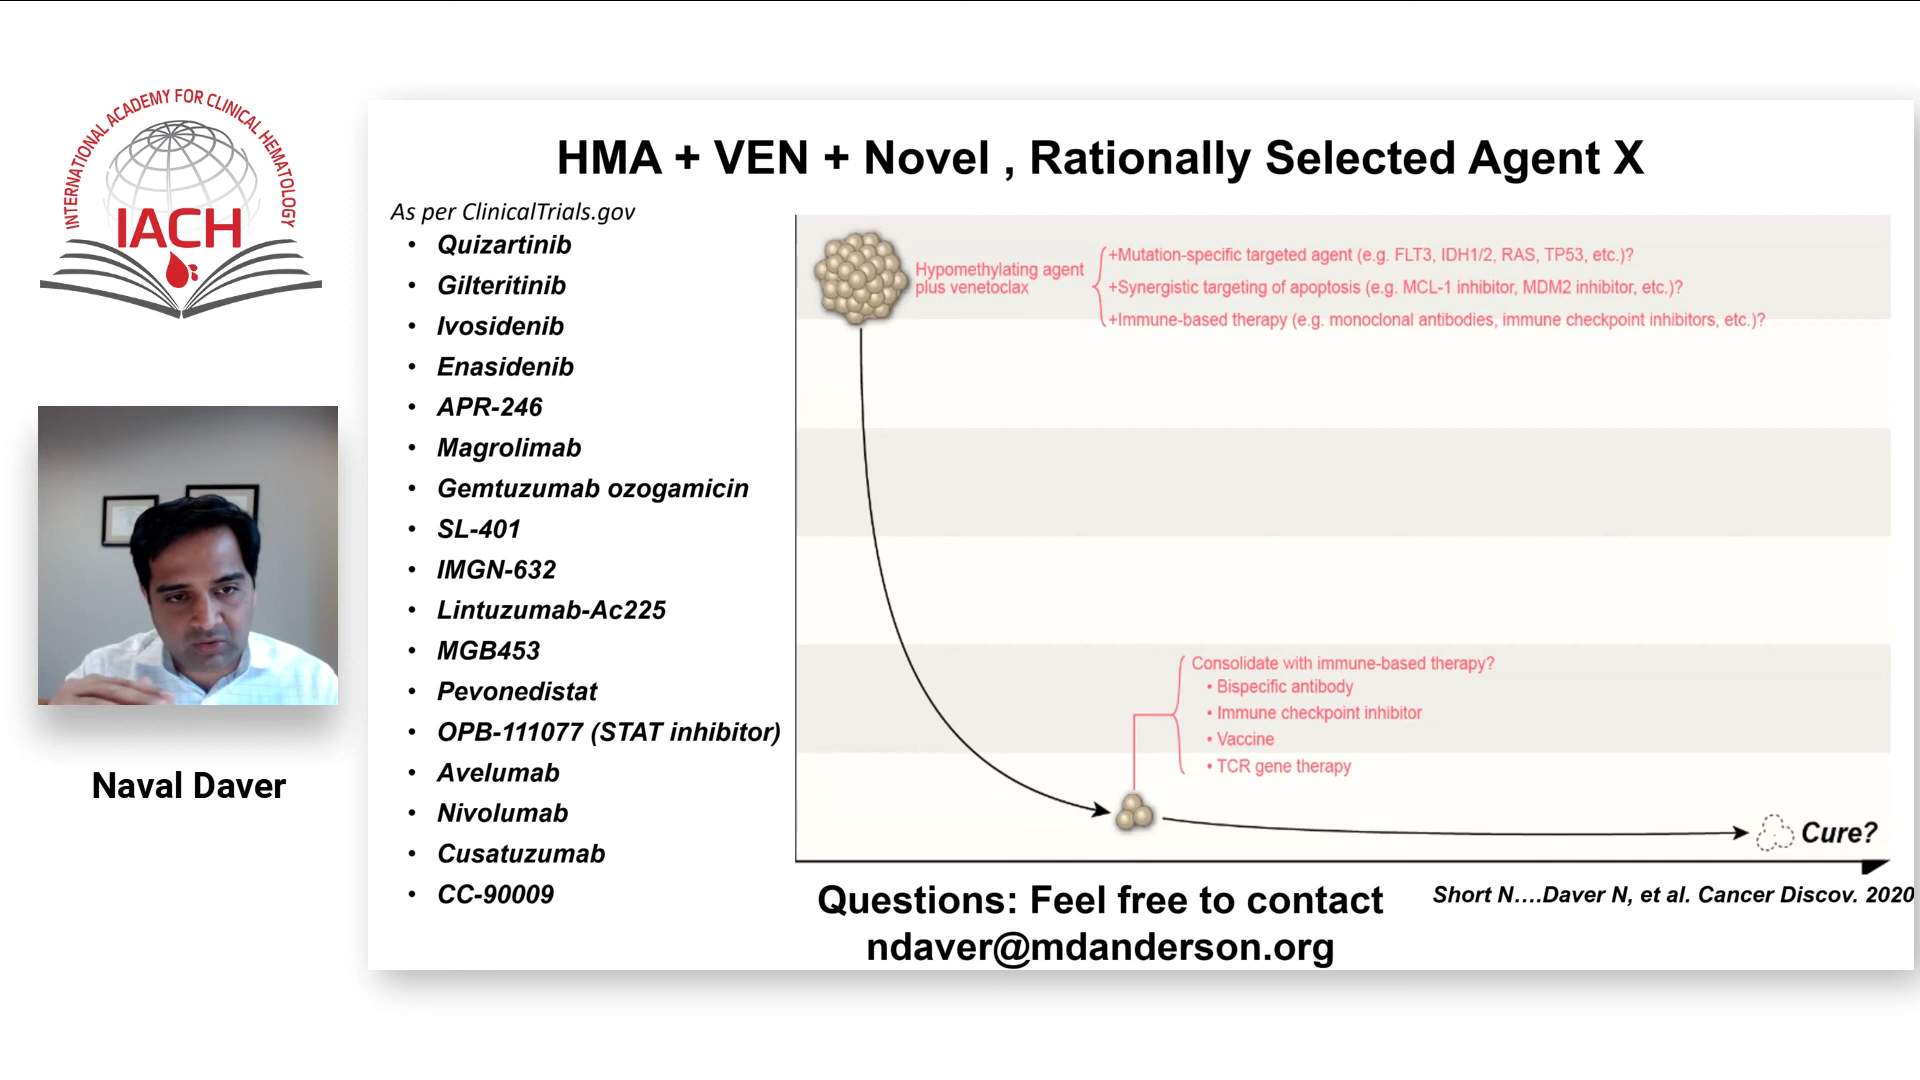 INTERNATIONAL ACADEMY FOR CLINICAL HEMATOLOGY
IACH
Naval Daver
HMA + VEN + Novel , Rationally Selected Agent X
As per ClinicalTrials.gov
• Quizartinib
• Gilteritinib
• Ivosidenib
• Enasidenib
• APR-246
• Magrolimab
• Gemtuzumab ozogamicin
• SL-401
• IMGN-632
• Lintuzumab-Ac225
• MGB453
• Pevonedistat
• OPB-111077 (STAT inhibitor)
• Avelumab
• Nivolumab
• Cusatuzumab
• CC-90009
Hypomethylating agent
plus venetoclax
+Mutation-specific targeted agent (e.g. FLT3, IDH1/2, RAS, TP53, etc.)?
+Synergistic targeting of apoptosis (e.g. MCL-1 inhibitor, MDM2 inhibitor, etc.)?
+Immune-based therapy (e.g. monoclonal antibodies, immune checkpoint inhibitors, etc.)?
Consolidate with immune-based therapy?
• Bispecific antibody
• Immune checkpoint inhibitor
• Vaccine
• TCR gene therapy
Cure?
Questions: Feel free to contact
ndaver@mdanderson.org
Short N....Daver N, et al. Cancer Discov. 2020